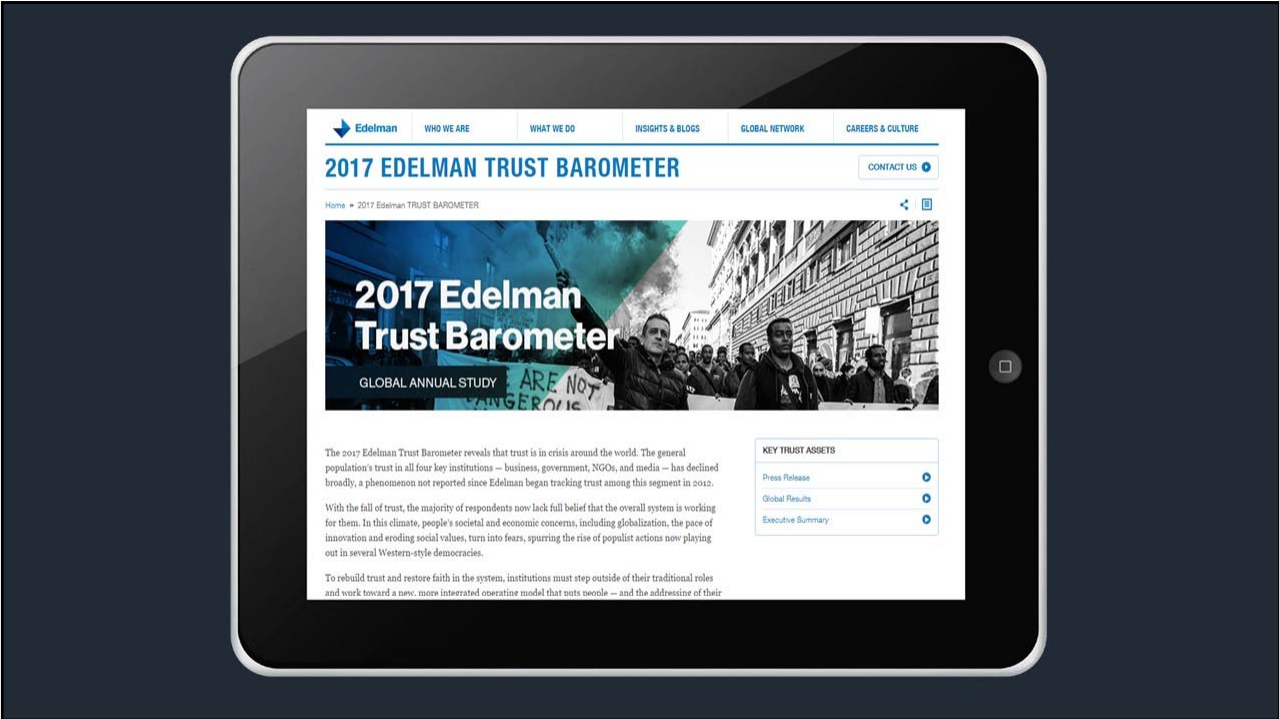 Edelman
WHO WE ARE
WHAT WE DO
INSIGHTS & BLOGS
GLOBAL NETWORK
CAREERS & CULTURE
2017 EDELMAN TRUST BAROMETER
CONTACT US
Home » 2017 Edelman TRUST BAROMETER
2017 Edelman
Trust Barometer
GLOBAL ANNUAL STUDY
ARE NOT
DANGEROUS
The 2017 Edelman Trust Barometer reveals that trust is in crisis around the world. The general
population's trust in all four key institutions — business, government, NGOs, and media — has declined
broadly, a phenomenon not reported since Edelman began tracking trust among this segment in 2012.
With the fall of trust, the majority of respondents now lack full belief that the overall system is working
for them. In this climate, people's societal and economic concerns, including globalization, the pace of
innovation and eroding social values, turn into fears, spurring the rise of populist actions now playing
out in several Western-style democracies.
To rebuild trust and restore faith in the system, institutions must step outside of their traditional roles
and work toward a new, more integrated operating model that puts people — and the addressing of their
KEY TRUST ASSETS
Press Release
Global Results
Executive Summary